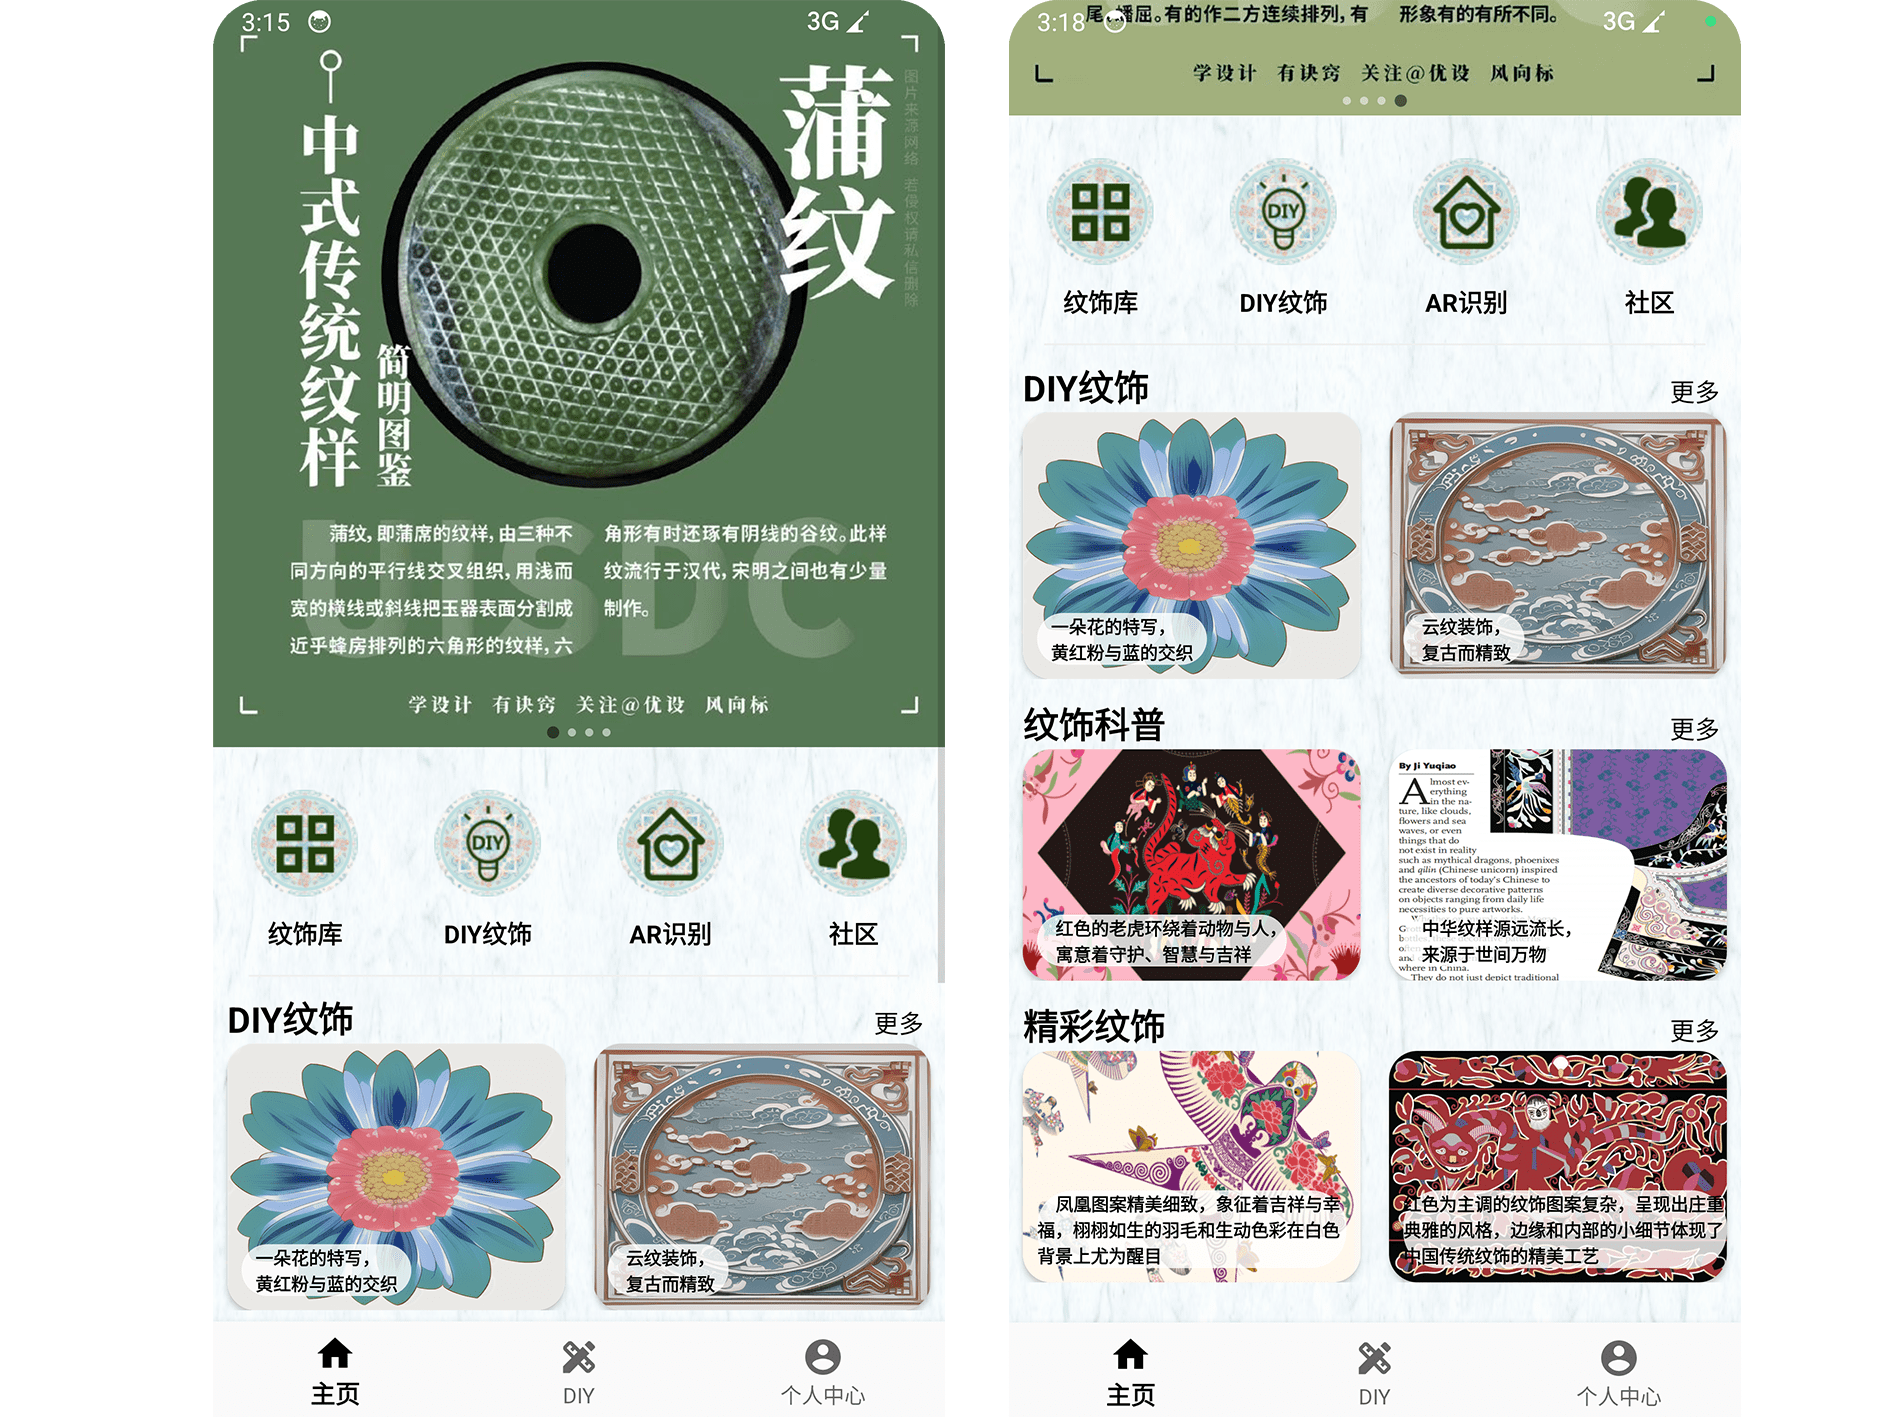 3:15
3G
蒲纹
图片来源网络 若侵权请私信删除
中式传统纹样
简明图鉴
UISDC
蒲纹，即蒲席的纹样，由三种不
同方向的平行线交叉组织，用浅而
宽的横线或斜线把玉器表面分割成
近乎蜂房排列的六角形的纹样，六
角形有时还琢有阴线的谷纹。此样
纹流行于汉代，宋明之间也有少量
制作。
学设计 有诀窍 关注@优设 风向标
纹饰库
DIY
DIY纹饰
AR识别
社区
DIY纹饰
更多
一朵花的特写，
黄红粉与蓝的交织
云纹装饰，
复古而精致
主页
DIY
个人中心
3:18
3G
尾，蟠屈。有的作二方连续排列，有
形象有的有所不同。
学设计 有诀窍 关注@优设 风向标
纹饰库
DIY
DIY纹饰
AR识别
社区
DIY纹饰
更多
一朵花的特写，
黄红粉与蓝的交织
云纹装饰，
复古而精致
纹饰科普
更多
红色的老虎环绕着动物与人，
寓意着守护、智慧与吉祥
By Ji Yuqiao
Almost ev-
erything
in the na-
ture, like clouds,
flowers and sea
waves, or even
things that do
not exist in reality
such as mythical dragons, phoenixes
and qilin (Chinese unicorn) inspired
the ancestors of today's Chinese to
create diverse decorative patterns
on objects ranging from daily life
necessities to pure artworks.
where in China.
They do not just depict traditional
中华纹样源远流长，
来源于世间万物
精彩纹饰
更多
凤凰图案精美细致，象征着吉祥与幸
福，栩栩如生的羽毛和生动色彩在白色
背景上尤为醒目
红色为主调的纹饰图案复杂，呈现出庄重
典雅的风格，边缘和内部的小细节体现了
中国传统纹饰的精美工艺
主页
DIY
个人中心